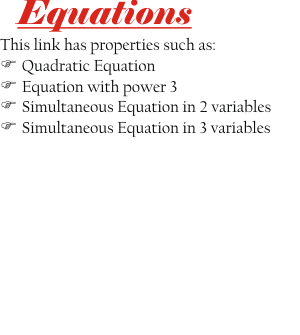 Equations
This link has properties such as:
☞ Quadratic Equation
☞ Equation with power 3
☞ Simultaneous Equation in 2 variables
☞ Simultaneous Equation in 3 variables